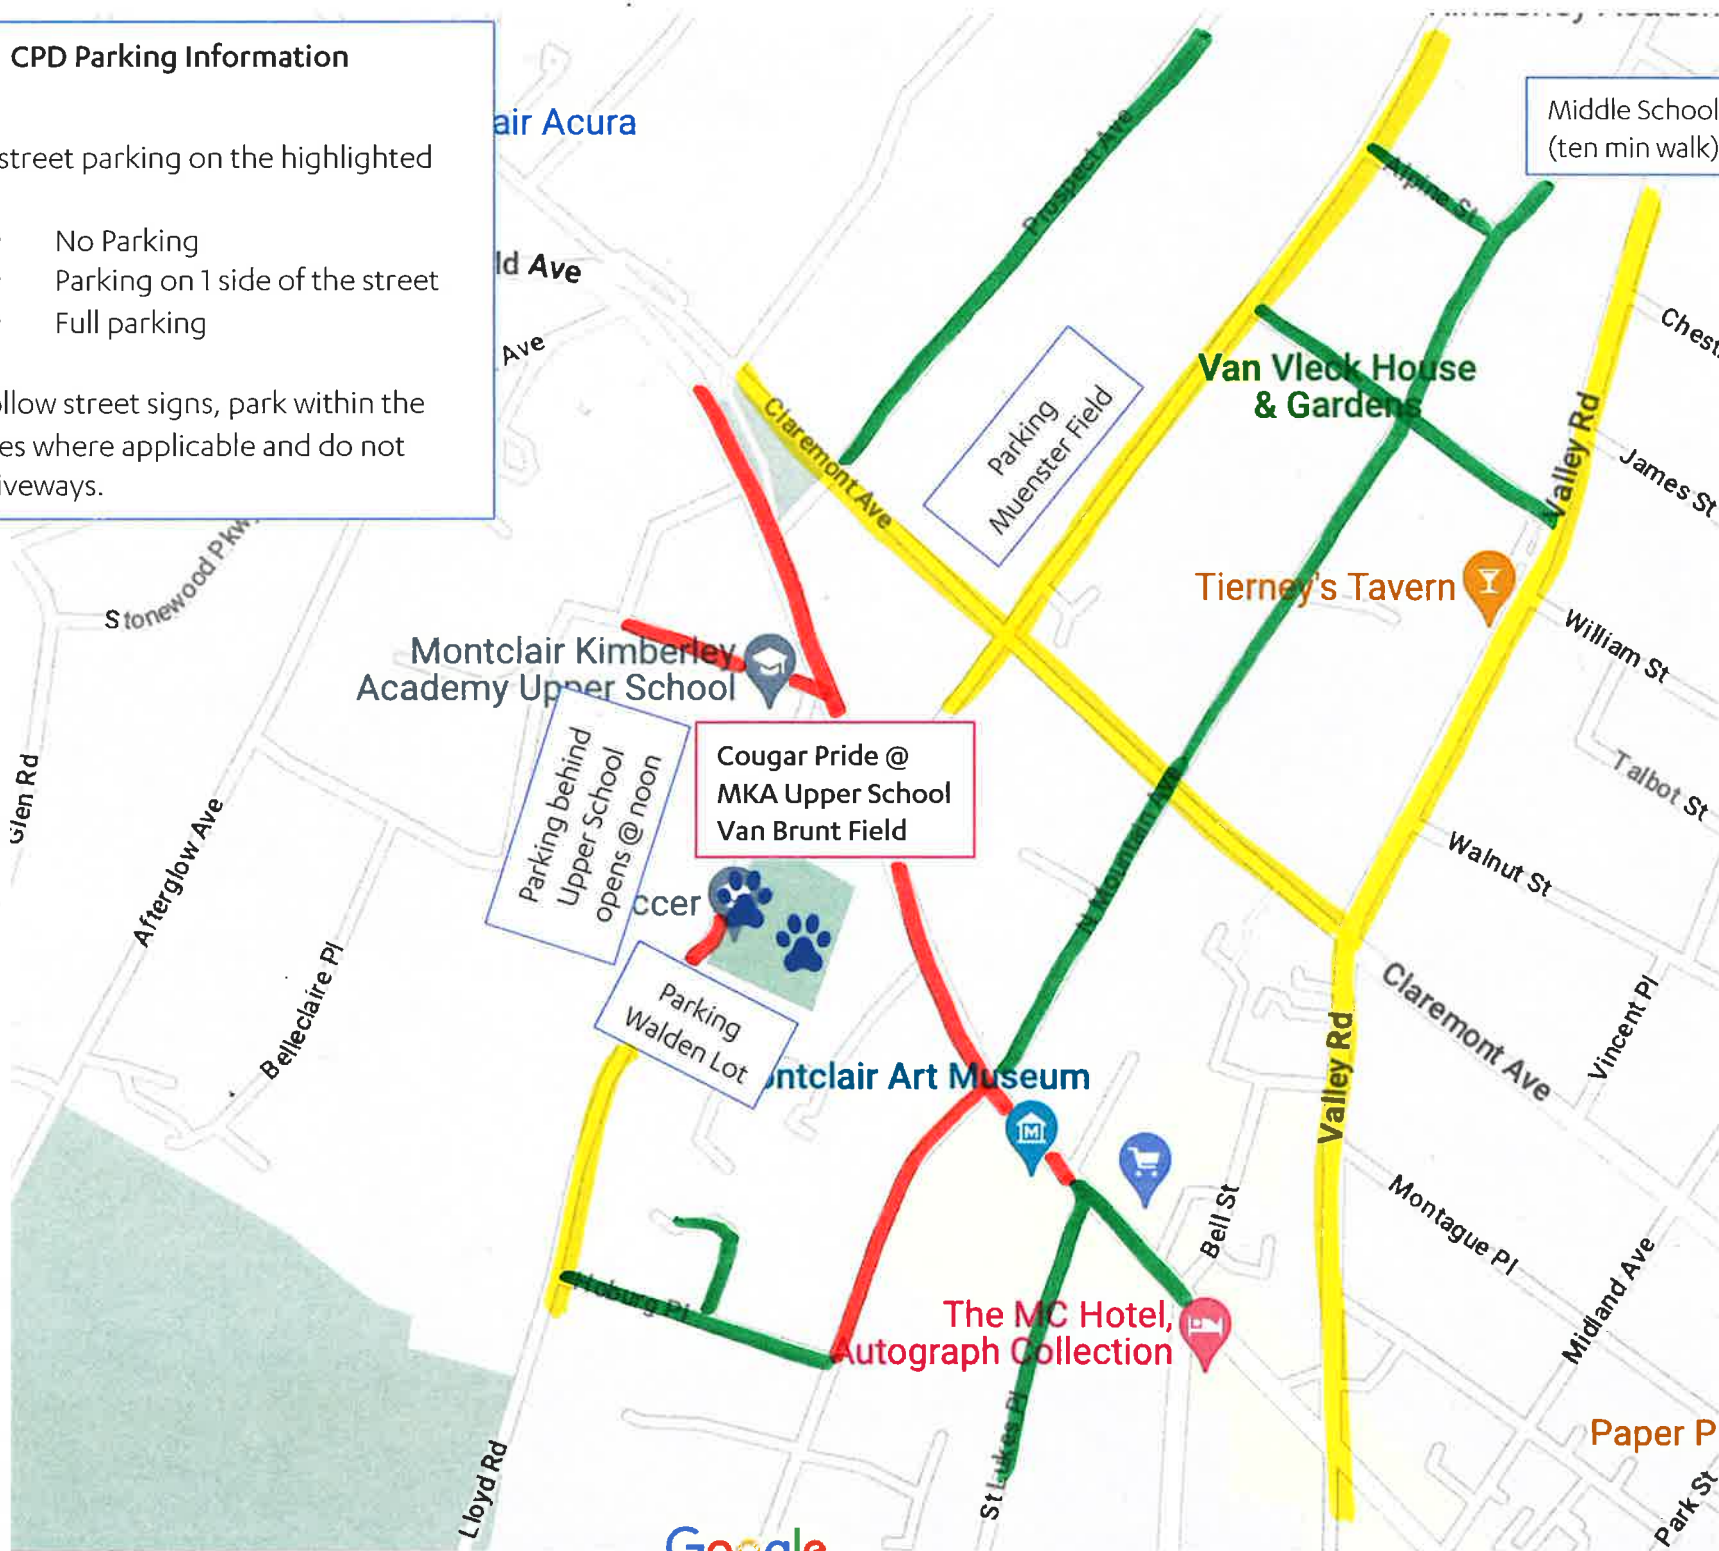 CPD Parking Information
street parking on the highlighted
No Parking
Parking on 1 side of the street
Full parking
llow street signs, park within the
es where applicable and do not
iveways.
air Acura
ld Ave
Ave
Prospect Ave
Alpine St
Middle School
(ten min walk)
Chest
Van Vleck House
& Gardens
Valley Rd
James St
Claremont Ave
Parking
Muenster Field
Tierney's Tavern
William St
Stonewood Pkwy
Montclair Kimberley
Academy Upper School
Parking behind
Upper School
opens @ noon
Cougar Pride @
MKA Upper School
Van Brunt Field
Talbot St
Walnut St
Glen Rd
Afterglow Ave
N Mountain Ave
ccer
Belleclaire Pl
Parking
Walden Lot
ntclair Art Museum
Claremont Ave
Vincent Pl
Valley Rd
Bell St
Montague Pl
Midland Ave
The MC Hotel,
Autograph Collection
St Lukes Pl
Lloyd Rd
Paper P
Park St
Google